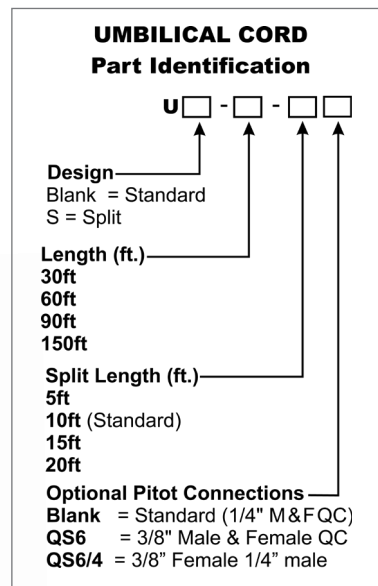 UMBILICAL CORD
Part Identification
U□ - □ - □□
Design
Blank = Standard
S = Split
Length (ft.)
30ft
60ft
90ft
150ft
Split Length (ft.)
5ft
10ft (Standard)
15ft
20ft
Optional Pitot Connections
Blank = Standard (1/4" M&FQC)
QS6 = 3/8" Male & Female QC
QS6/4 = 3/8” Female 1/4” male